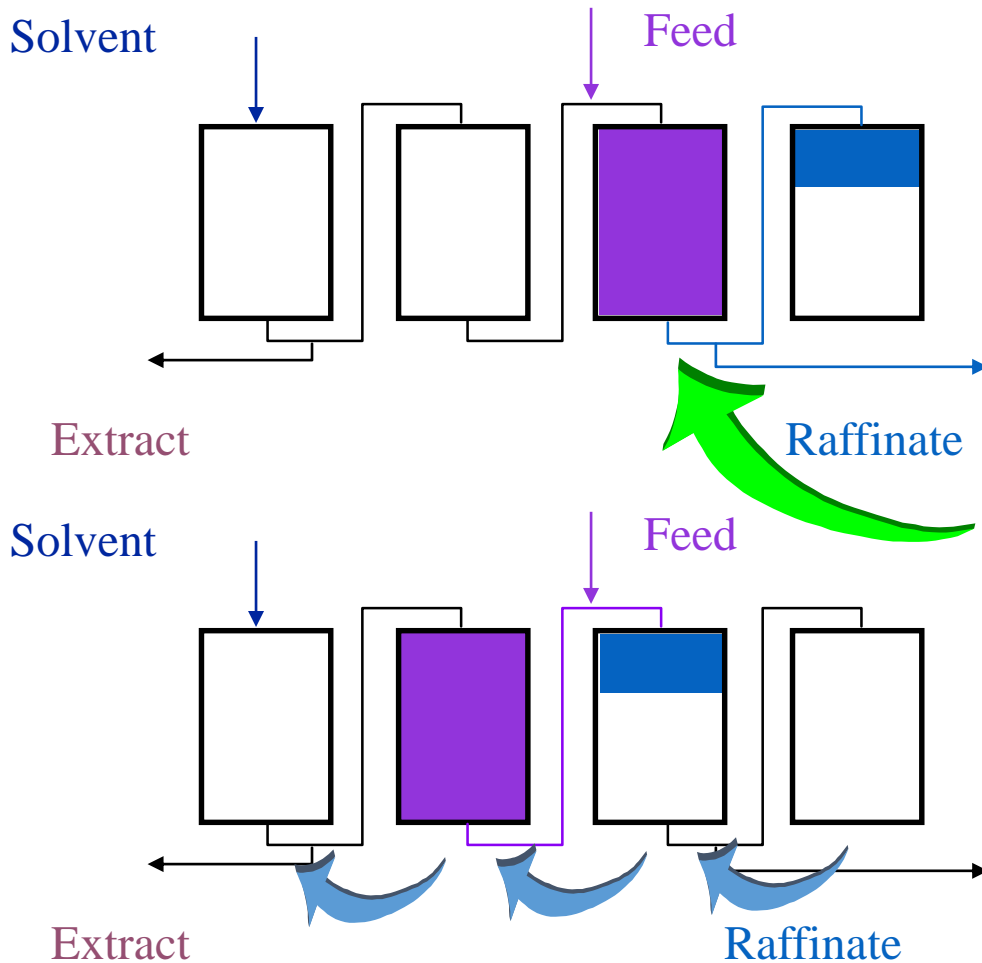 Solvent
Feed
Extract
Raffinate
Solvent
Feed
Extract
Raffinate